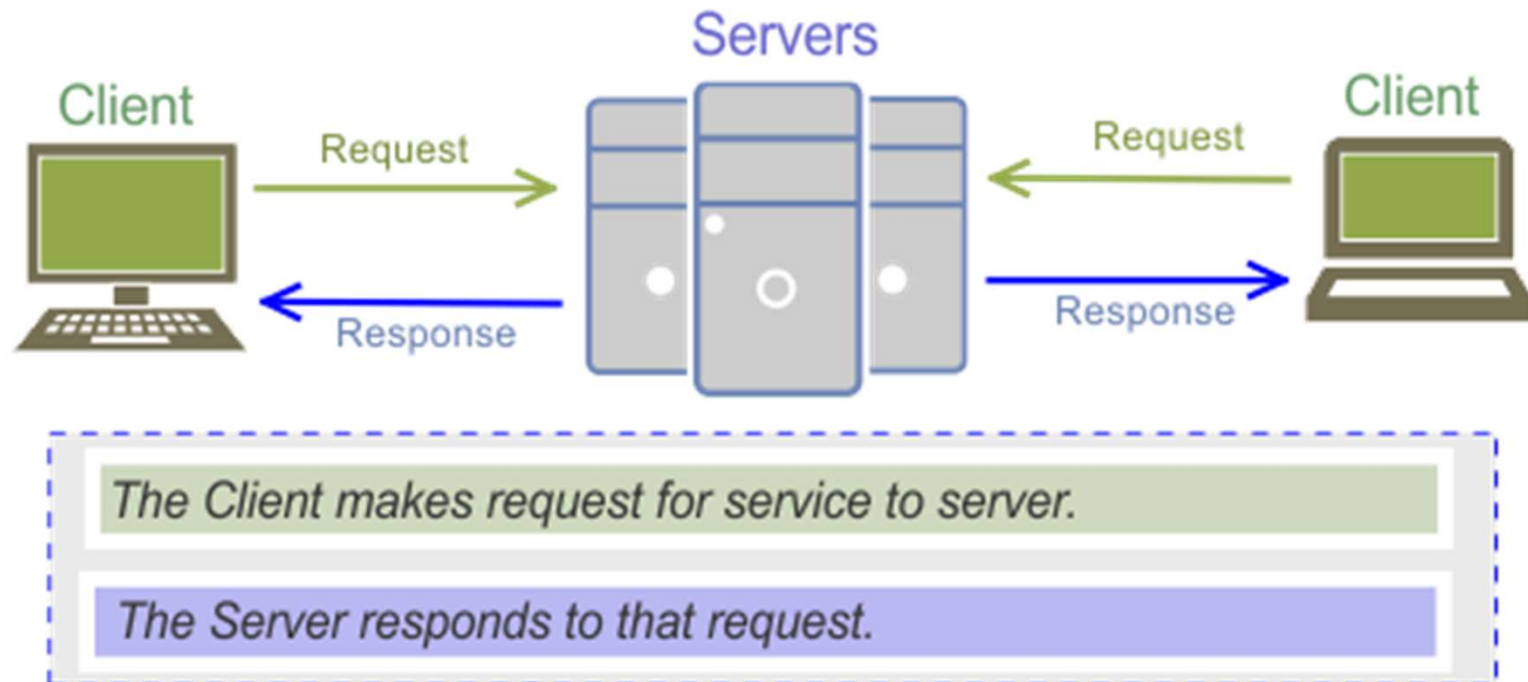 Servers
Client
Client
Request
Request
Response
Response
The Client makes request for service to server.
The Server responds to that request.